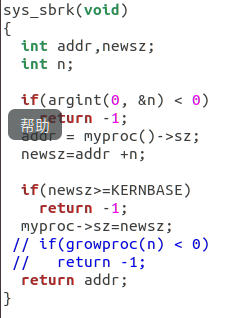 sys_sbrk(void)
{
  int addr,newsz;
  int n;

  if(argint(0, &n) < 0)
    return -1;
帮助
  addr = myproc()->sz;
  newsz=addr +n;

  if(newsz>=KERNBASE)
    return -1;
  myproc->sz=newsz;
 // if(growproc(n) < 0)
 //   return -1;
  return addr;
}